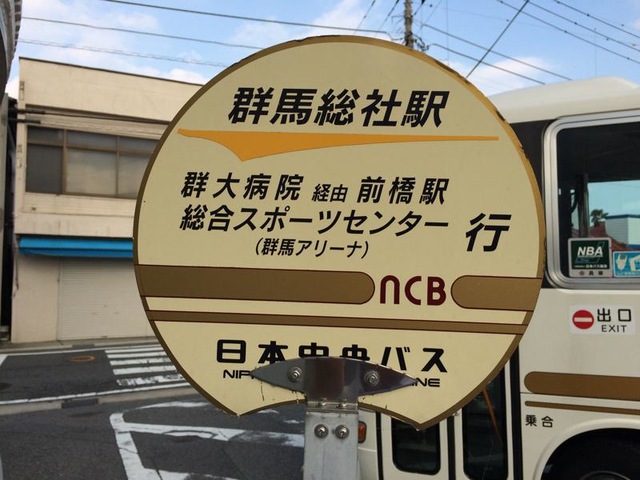 群馬総社駅
群大病院 経由 前橋駅
総合スポーツセンター 行
(群馬アリーナ)
NCB
日本中央バス
NBA
出口
EXIT
乗合